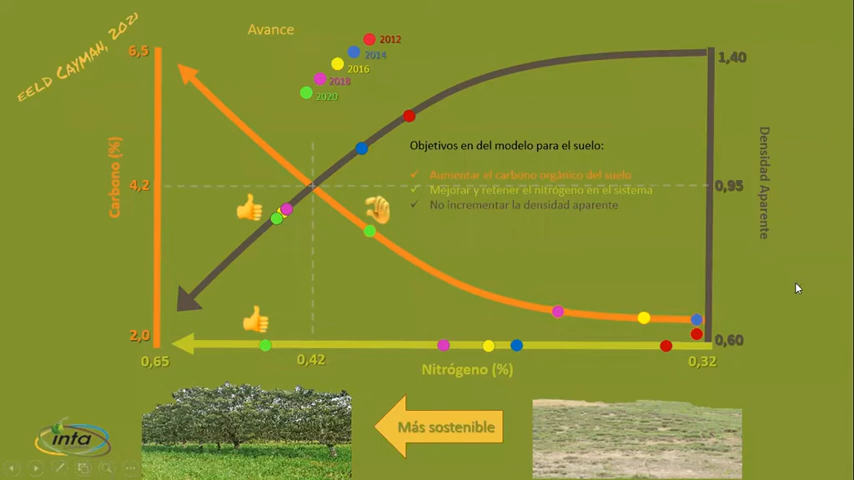 EELD CAYMAN, 202
Avance
2012
2014
2016
2018
2020
6,5
4,2
2,0
Carbono (%)
1,40
0,95
0,60
Densidad Aparente
Objetivos en del modelo para el suelo:
✓ Aumentar el carbono orgánico del suelo
✓ Mejorar y retener el nitrógeno en el sistema
✓ No incrementar la densidad aparente
0,65
0,42
0,32
Nitrógeno (%)
Más sostenible
inta